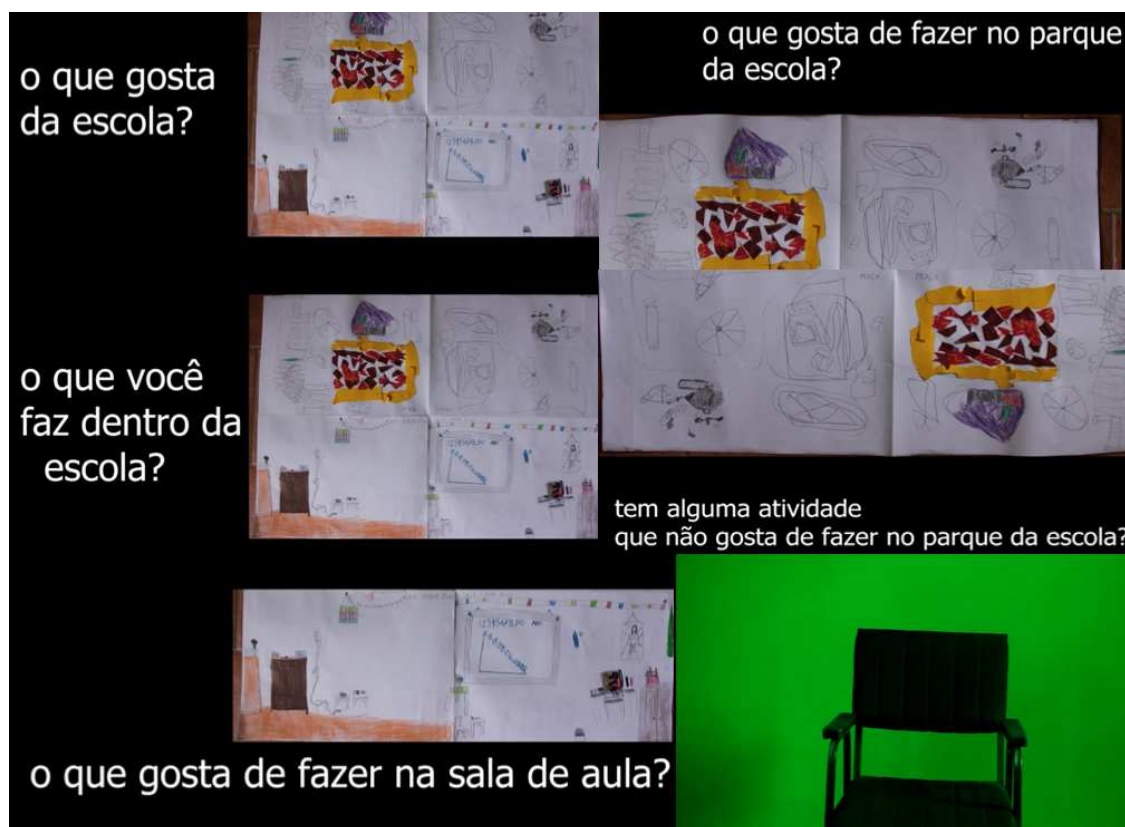 o que gosta
da escola?
o que gosta de fazer no parque
da escola?
o que você
faz dentro da
escola?
tem alguma atividade
que não gosta de fazer no parque da escola?
o que gosta de fazer na sala de aula?